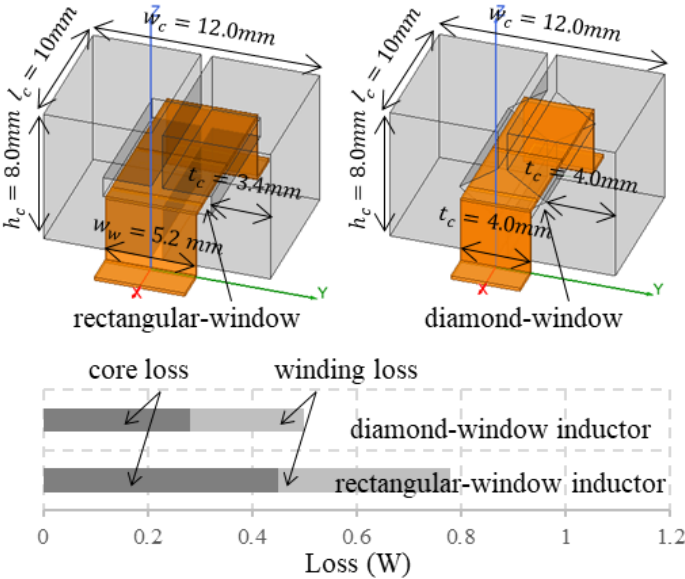 w_c = 12.0mm
l_c = 10mm
h_c = 8.0mm
Z
t_c = 3.4mm
w_w = 5.2 mm
X
Y
rectangular-window
w_c = 12.0mm
l_c = 10mm
h_c = 8.0mm
Z
t_c = 4.0mm
t_c = 4.0mm
X
Y
diamond-window
core loss
winding loss
diamond-window inductor
rectangular-window inductor
0 0.2 0.4 0.6 0.8 1 1.2
Loss (W)